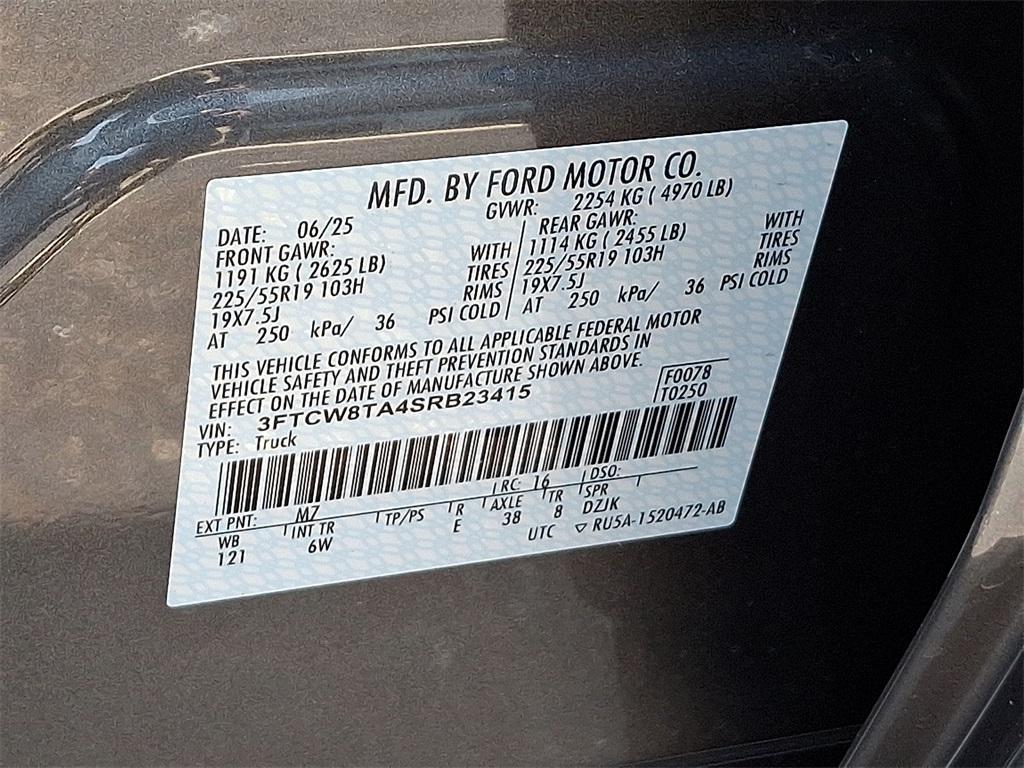 MFD. BY FORD MOTOR CO.
DATE: 06/25 GVWR: 2254 KG ( 4970 LB)
FRONT GAWR: REAR GAWR:
1191 KG ( 2625 LB) WITH 1114 KG ( 2455 LB) WITH
225/55R19 103H TIRES 225/55R19 103H TIRES
19X7.5J RIMS 19X7.5J RIMS
AT 250 kPa/ 36 PSI COLD AT 250 kPa/ 36 PSI COLD
THIS VEHICLE CONFORMS TO ALL APPLICABLE FEDERAL MOTOR
VEHICLE SAFETY AND THEFT PREVENTION STANDARDS IN
EFFECT ON THE DATE OF MANUFACTURE SHOWN ABOVE.
VIN: 3FTCW8TA4SRB23415 F0078
TYPE: Truck T0250
EXT PNT: M7 RC: 16 DSO:
WB INT TR TP/PS R AXLE TR SPR
121 6W E 38 8 DZJK
UTC ▽ RU5A-1520472-AB